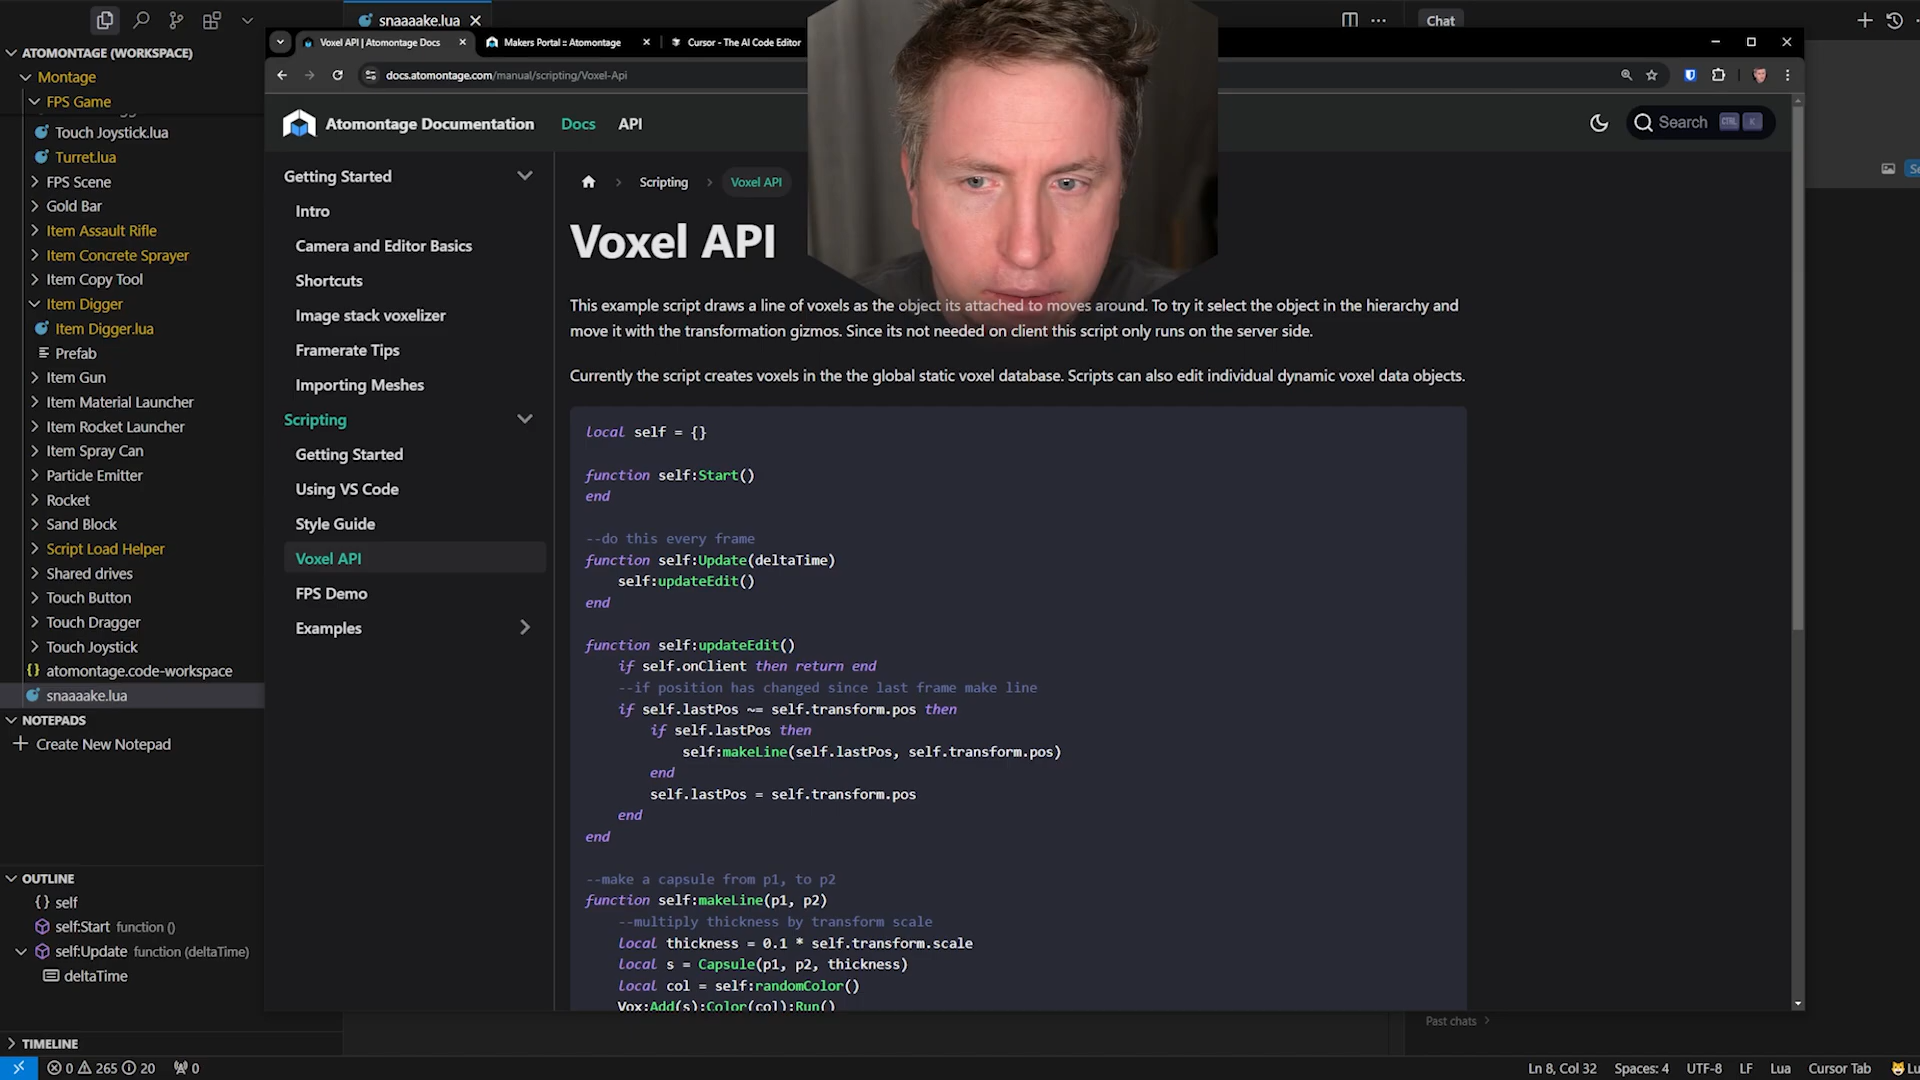 snaaaake.lua
Chat
ATOMONTAGE (WORKSPACE)
Montage
FPS Game
Touch Joystick.lua
Turret.lua
FPS Scene
Gold Bar
Item Assault Rifle
Item Concrete Sprayer
Item Copy Tool
Item Digger
Item Digger.lua
Prefab
Item Gun
Item Material Launcher
Item Rocket Launcher
Item Spray Can
Particle Emitter
Rocket
Sand Block
Script Load Helper
Shared drives
Touch Button
Touch Dragger
Touch Joystick
atomontage.code-workspace
snaaaake.lua
NOTEPADS
Create New Notepad
OUTLINE
self
self:Start function ()
self:Update function (deltaTime)
deltaTime
TIMELINE
Voxel API | Atomontage Docs
Makers Portal :: Atomontage
Cursor - The AI Code Editor
docs.atomontage.com/manual/scripting/Voxel-Api
Atomontage Documentation
Docs
API
Search CTRL K
Getting Started
Intro
Camera and Editor Basics
Shortcuts
Image stack voxelizer
Framerate Tips
Importing Meshes
Scripting
Getting Started
Using VS Code
Style Guide
Voxel API
FPS Demo
Examples
Scripting
Voxel API
Voxel API
This example script draws a line of voxels as the object its attached to moves around. To try it select the object in the hierarchy and
move it with the transformation gizmos. Since its not needed on client this script only runs on the server side.
Currently the script creates voxels in the the global static voxel database. Scripts can also edit individual dynamic voxel data objects.
local self = {}
function self:Start()
end
--do this every frame
function self:Update(deltaTime)
self:updateEdit()
end
function self:updateEdit()
if self.onClient then return end
--if position has changed since last frame make line
if self.lastPos ~= self.transform.pos then
if self.lastPos then
self:makeLine(self.lastPos, self.transform.pos)
end
self.lastPos = self.transform.pos
end
end
--make a capsule from p1, to p2
function self:makeLine(p1, p2)
--multiply thickness by transform scale
local thickness = 0.1 * self.transform.scale
local s = Capsule(p1, p2, thickness)
local col = self:randomColor()
Vox:Add(s):Color(col):Run()
Past chats
0 265 20 0
Ln 8, Col 32 Spaces: 4 UTF-8 LF Lua Cursor Tab